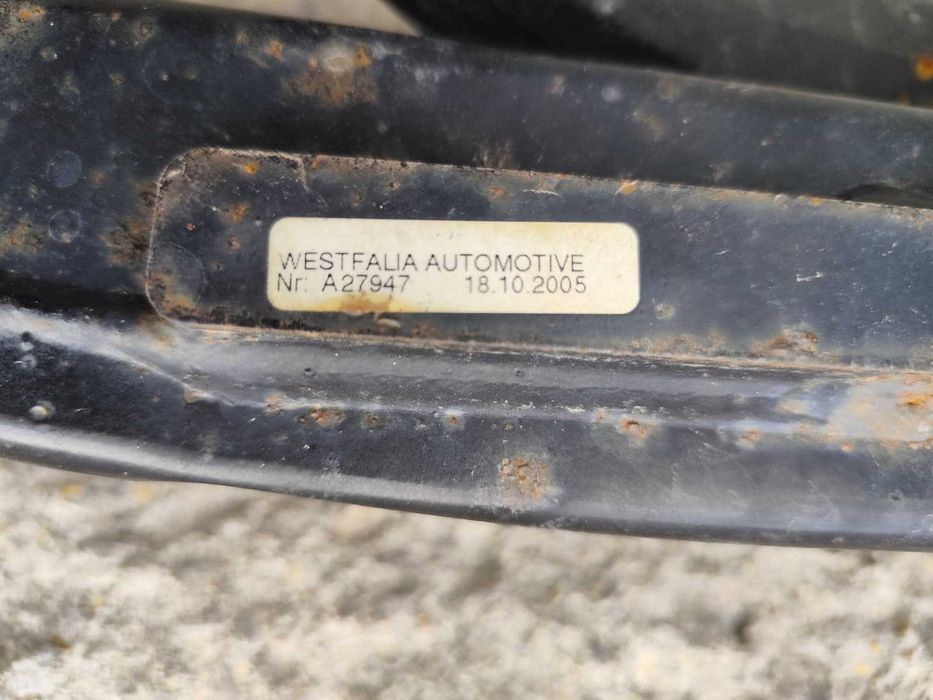 WESTFALIA AUTOMOTIVE
Nr: A27947 18.10.2005